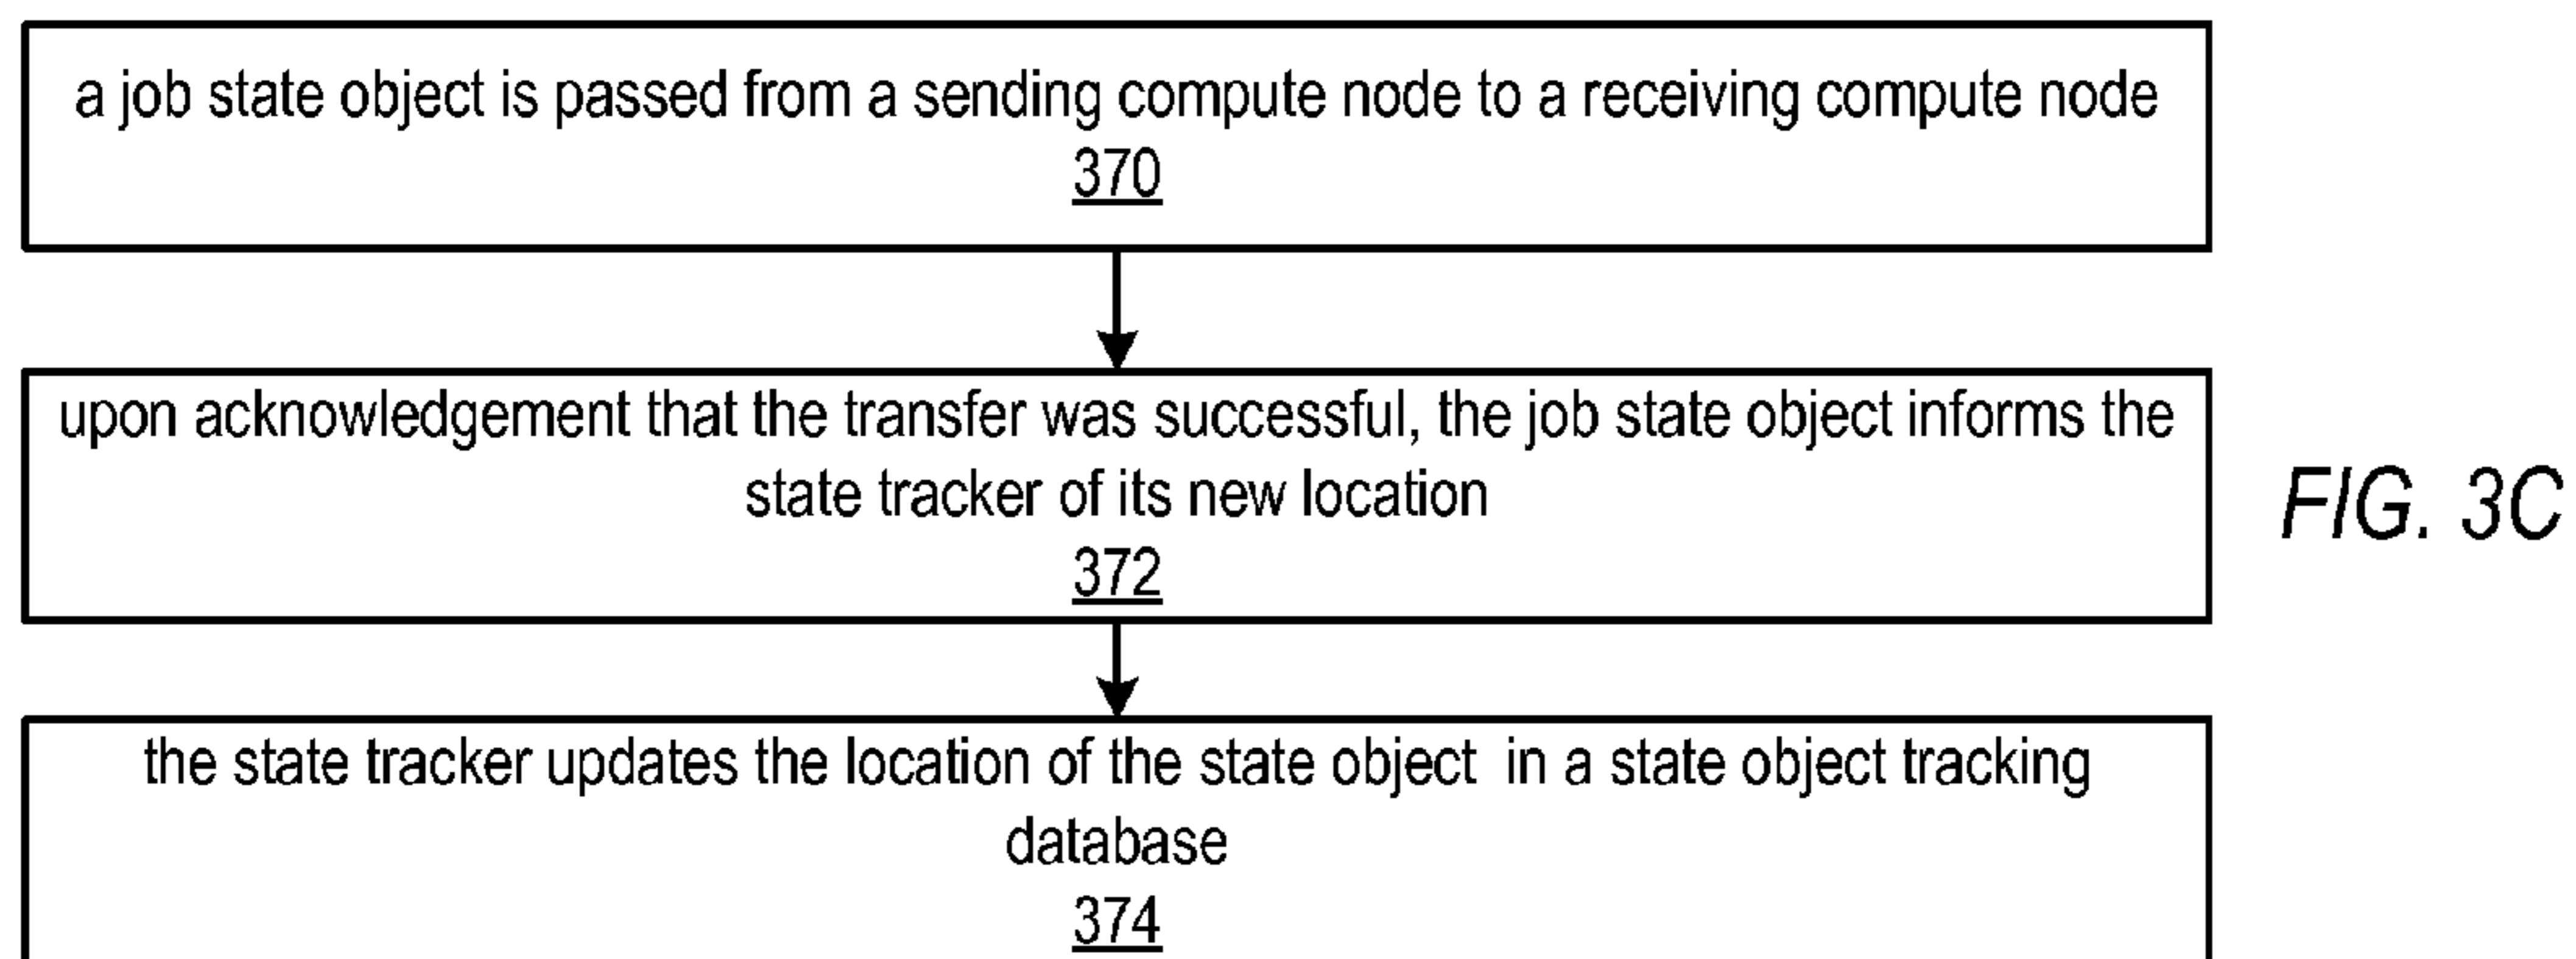 a job state object is passed from a sending compute node to a receiving compute node
370
upon acknowledgement that the transfer was successful, the job state object informs the
state tracker of its new location
372
FIG. 3C
the state tracker updates the location of the state object in a state object tracking
database
374